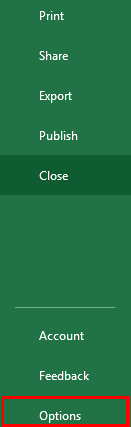 Print
Share
Export
Publish
Close
Account
Feedback
Options